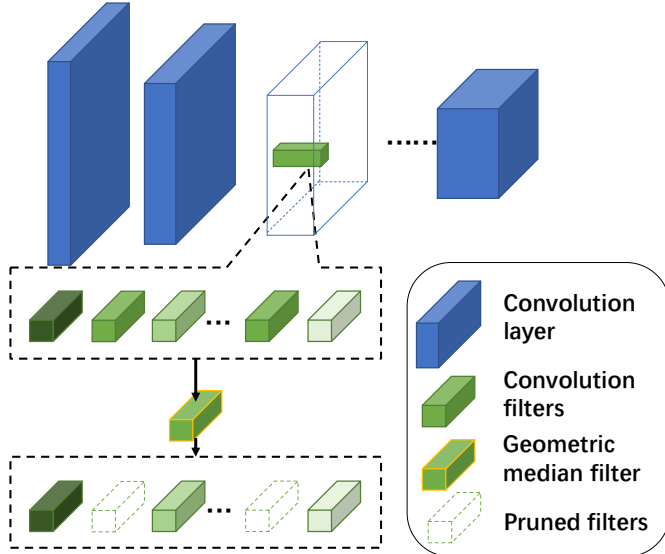 Convolution
layer
Convolution
filters
Geometric
median filter
Pruned filters